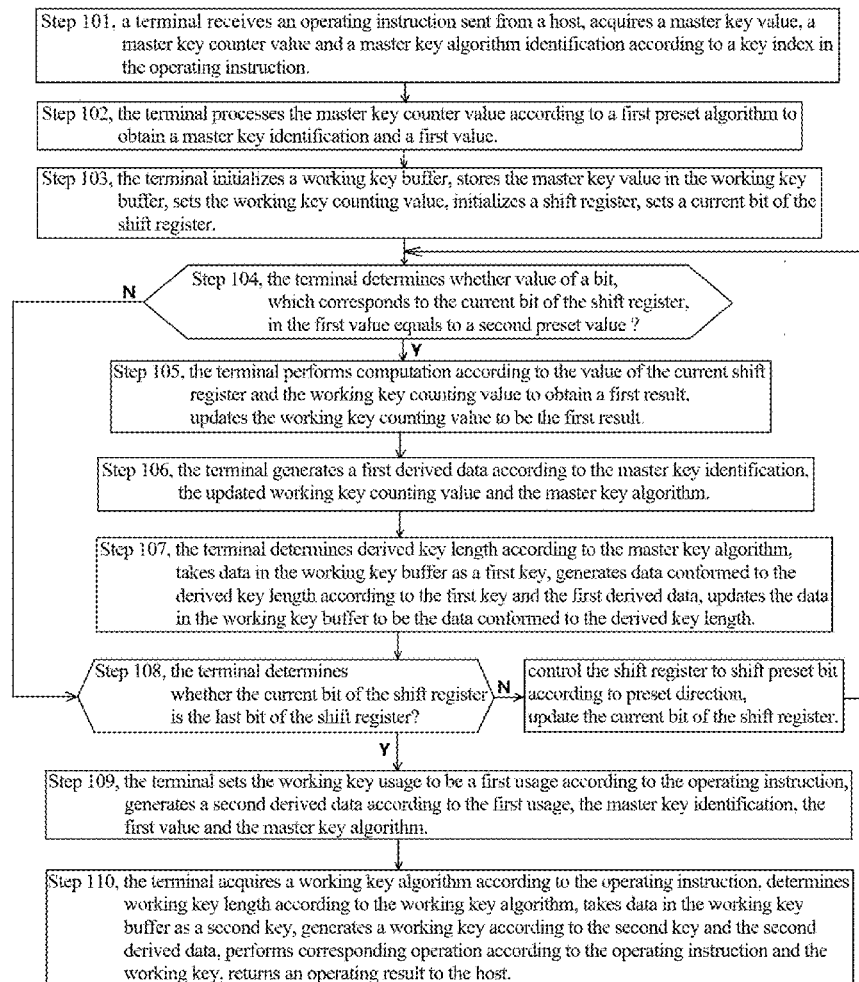 Step 101, a terminal receives an operating instruction sent from a host, acquires a master key value, a
master key counter value and a master key algorithm identification according to a key index in
the operating instruction.
Step 102, the terminal processes the master key counter value according to a first preset algorithm to
obtain a master key identification and a first value.
Step 103, the terminal initializes a working key buffer, stores the master key value in the working key
buffer, sets the working key counting value, initializes a shift register, sets a current bit of the
shift register.
Step 104, the terminal determines whether value of a bit,
which corresponds to the current bit of the shift register,
in the first value equals to a second preset value ?
N
Y
Step 105, the terminal performs computation according to the value of the current shift
register and the working key counting value to obtain a first result,
updates the working key counting value to be the first result.
Step 106, the terminal generates a first derived data according to the master key identification,
the updated working key counting value and the master key algorithm.
Step 107, the terminal determines derived key length according to the master key algorithm,
takes data in the working key buffer as a first key, generates data conformed to the
derived key length according to the first key and the first derived data, updates the data
in the working key buffer to be the data conformed to the derived key length.
Step 108, the terminal determines
whether the current bit of the shift register
is the last bit of the shift register?
N
control the shift register to shift preset bit
according to preset direction,
update the current bit of the shift register.
Y
Step 109, the terminal sets the working key usage to be a first usage according to the operating instruction,
generates a second derived data according to the first usage, the master key identification, the
first value and the master key algorithm.
Step 110, the terminal acquires a working key algorithm according to the operating instruction, determines
working key length according to the working key algorithm, takes data in the working key
buffer as a second key, generates a working key according to the second key and the second
derived data, performs corresponding operation according to the operating instruction and the
working key, returns an operating result to the host.